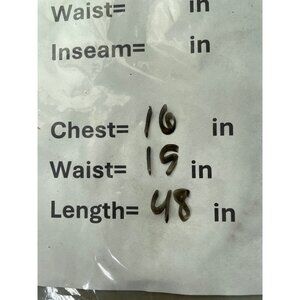 Waist= in
Inseam= in
Chest= 16 in
Waist= 15 in
Length= 48 in